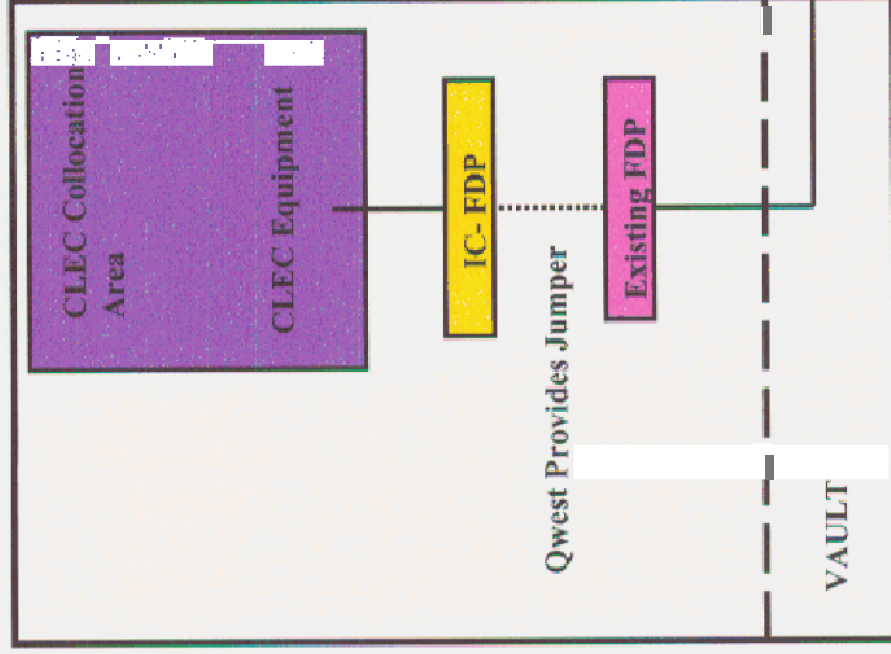 CLEC Collocation
Area
CLEC Equipment
IC- FDP
Qwest Provides Jumper
Existing FDP
VAULT